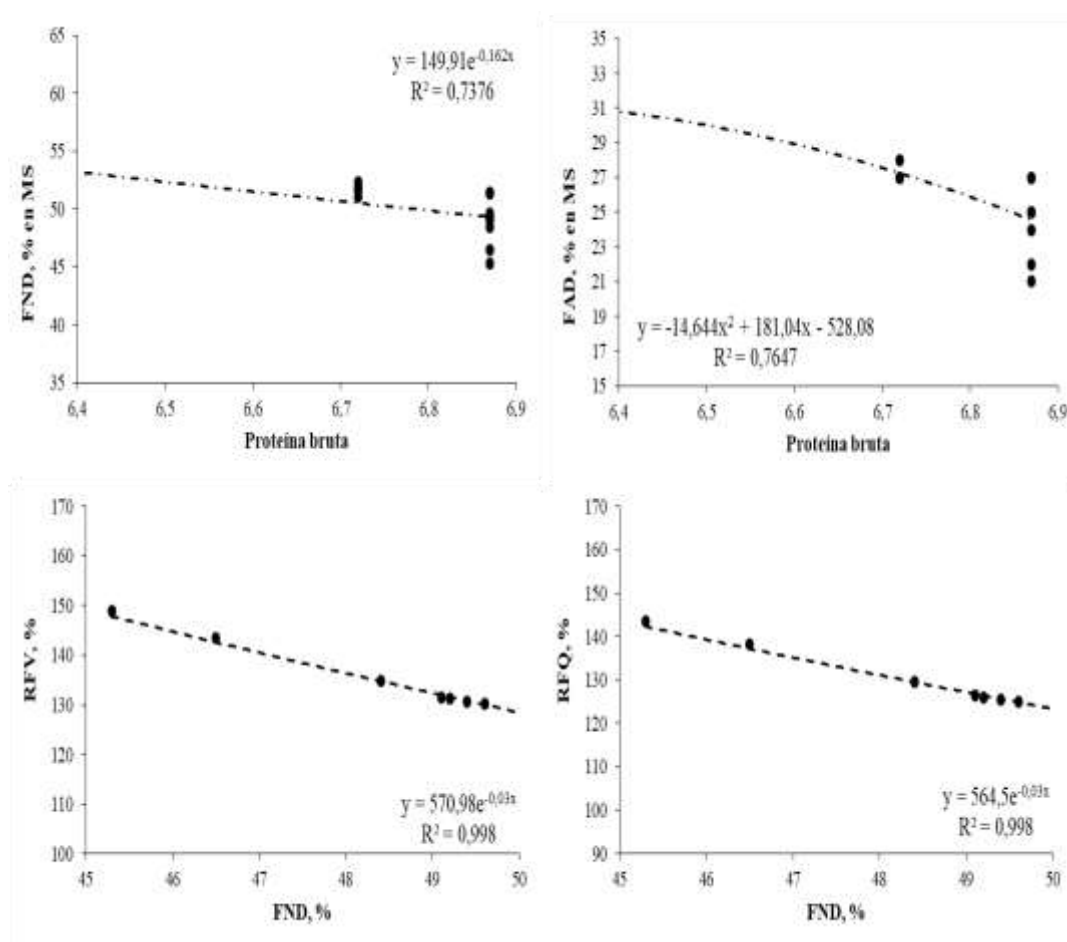 65
60
55
50
45
40
35
FND, % en MS
y = 149,91e^-0,162x
R² = 0,7376
6,4 6,5 6,6 6,7 6,8 6,9
Proteína bruta
35
33
31
29
27
25
23
21
19
17
15
FAD, % en MS
y = -14,644x² + 181,04x - 528,08
R² = 0,7647
6,4 6,5 6,6 6,7 6,8 6,9
Proteína bruta
170
160
150
140
130
120
110
100
RFV, %
y = 570,98e^-0,03x
R² = 0,998
45 46 47 48 49 50
FND, %
170
160
150
140
130
120
110
100
90
RFQ, %
y = 564,5e^-0,03x
R² = 0,998
45 46 47 48 49 50
FND, %